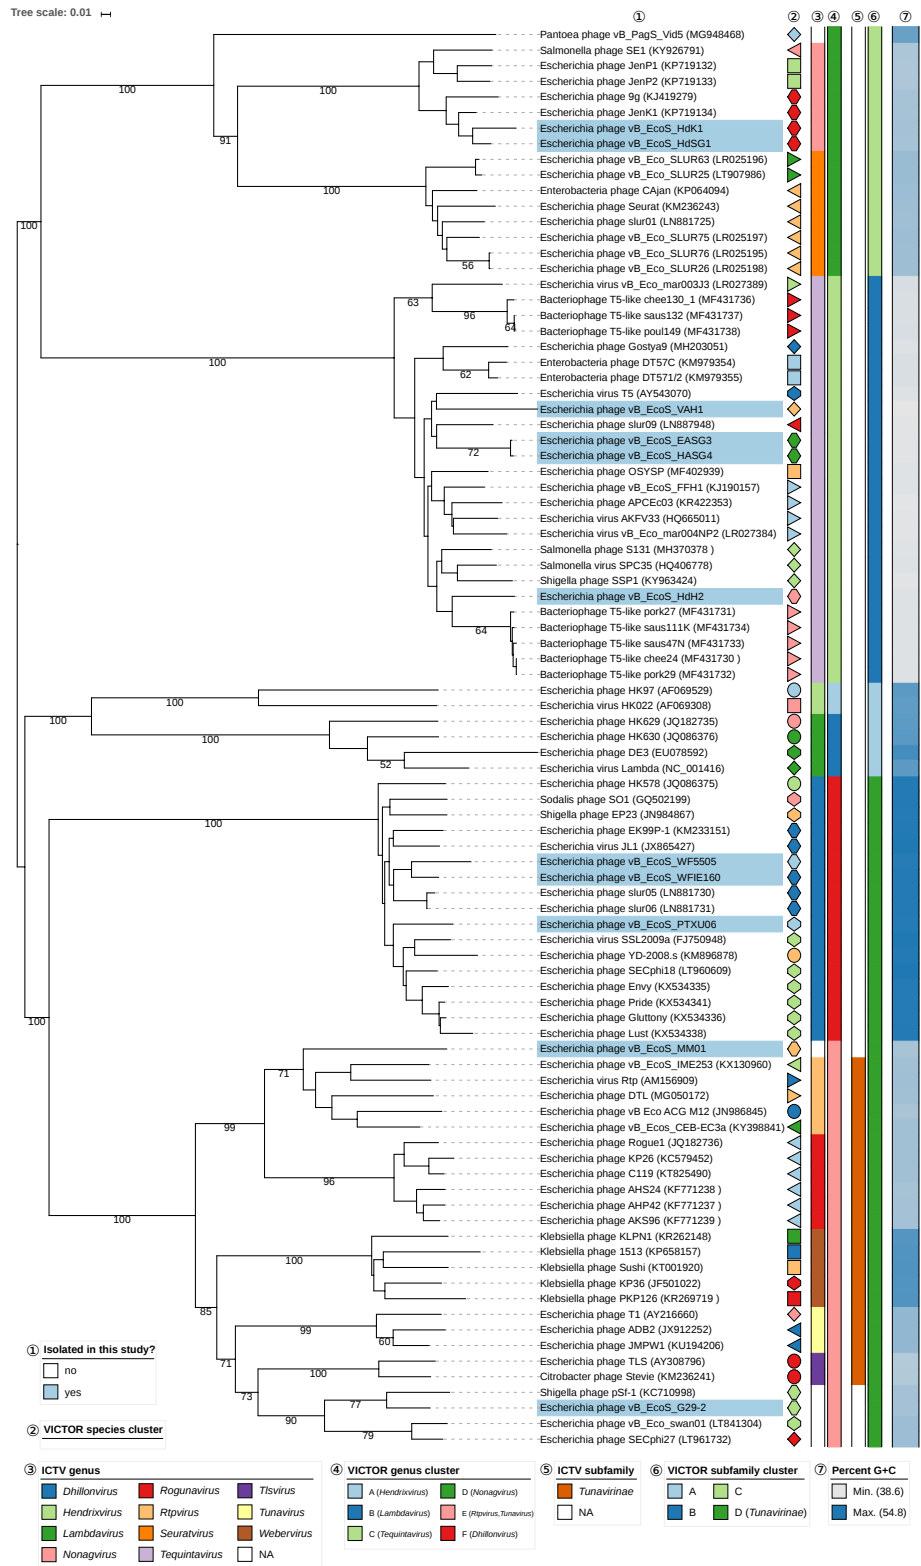 Tree scale: 0.01
① ② ③ ④ ⑤ ⑥ ⑦
Pantoea phage vB_PagS_Vid5 (MG948468)
Salmonella phage SE1 (KY926791)
Escherichia phage JenP1 (KP719132)
Escherichia phage JenP2 (KP719133)
Escherichia phage 9g (KJ419279)
Escherichia phage JenK1 (KP719134)
Escherichia phage vB_EcoS_HdK1
Escherichia phage vB_EcoS_HdSG1
Escherichia phage vB_Eco_SLUR63 (LR025196)
Escherichia phage vB_Eco_SLUR25 (LT907986)
Enterobacteria phage CAjan (KP064094)
Escherichia phage Seurat (KM236243)
Escherichia phage slur01 (LN881725)
Escherichia phage vB_Eco_SLUR75 (LR025197)
Escherichia phage vB_Eco_SLUR76 (LR025195)
Escherichia phage vB_Eco_SLUR26 (LR025198)
Escherichia virus vB_Eco_mar003J3 (LR027389)
Bacteriophage T5-like chee130_1 (MF431736)
Bacteriophage T5-like saus132 (MF431737)
Bacteriophage T5-like poul149 (MF431738)
Escherichia phage Gostya9 (MH203051)
Enterobacteria phage DT57C (KM979354)
Enterobacteria phage DT571/2 (KM979355)
Escherichia virus T5 (AY543070)
Escherichia phage vB_EcoS_VAH1
Escherichia phage slur09 (LN887948)
Escherichia phage vB_EcoS_EASG3
Escherichia phage vB_EcoS_HASG4
Escherichia phage OSYSP (MF402939)
Escherichia phage vB_EcoS_FFH1 (KJ190157)
Escherichia phage APCEc03 (KR422353)
Escherichia virus AKFV33 (HQ665011)
Escherichia virus vB_Eco_mar004NP2 (LR027384)
Salmonella phage S131 (MH370378 )
Salmonella virus SPC35 (HQ406778)
Shigella phage SSP1 (KY963424)
Escherichia phage vB_EcoS_HdH2
Bacteriophage T5-like pork27 (MF431731)
Bacteriophage T5-like saus111K (MF431734)
Bacteriophage T5-like saus47N (MF431733)
Bacteriophage T5-like chee24 (MF431730 )
Bacteriophage T5-like pork29 (MF431732)
Escherichia phage HK97 (AF069529)
Escherichia virus HK022 (AF069308)
Escherichia phage HK629 (JQ182735)
Escherichia phage HK630 (JQ086376)
Escherichia phage DE3 (EU078592)
Escherichia virus Lambda (NC_001416)
Escherichia phage HK578 (JQ086375)
Sodalis phage SO1 (GQ502199)
Shigella phage EP23 (JN984867)
Escherichia phage EK99P-1 (KM233151)
Escherichia virus JL1 (JX865427)
Escherichia phage vB_EcoS_WF5505
Escherichia phage vB_EcoS_WFIE160
Escherichia phage slur05 (LN881730)
Escherichia phage slur06 (LN881731)
Escherichia phage vB_EcoS_PTXU06
Escherichia virus SSL2009a (FJ750948)
Escherichia phage YD-2008.s (KM896878)
Escherichia phage SECphi18 (LT960609)
Escherichia phage Envy (KX534335)
Escherichia phage Pride (KX534341)
Escherichia phage Gluttony (KX534336)
Escherichia phage Lust (KX534338)
Escherichia phage vB_EcoS_MM01
Escherichia phage vB_EcoS_IME253 (KX130960)
Escherichia virus Rtp (AM156909)
Escherichia phage DTL (MG050172)
Escherichia phage vB Eco ACG M12 (JN986845)
Escherichia phage vB_Ecos_CEB-EC3a (KY398841)
Escherichia phage Rogue1 (JQ182736)
Escherichia phage KP26 (KC579452)
Escherichia phage C119 (KT825490)
Escherichia phage AHS24 (KF771238 )
Escherichia phage AHP42 (KF771237 )
Escherichia phage AKS96 (KF771239 )
Klebsiella phage KLPN1 (KR262148)
Klebsiella phage 1513 (KP658157)
Klebsiella phage Sushi (KT001920)
Klebsiella phage KP36 (JF501022)
Klebsiella phage PKP126 (KR269719 )
Escherichia phage T1 (AY216660)
Escherichia phage ADB2 (JX912252)
Escherichia phage JMPW1 (KU194206)
Escherichia phage TLS (AY308796)
Citrobacter phage Stevie (KM236241)
Shigella phage pSf-1 (KC710998)
Escherichia phage vB_EcoS_G29-2
Escherichia phage vB_Eco_swan01 (LT841304)
Escherichia phage SECphi27 (LT961732)
100
100
91
100
100
56
63
96
64
100
62
72
64
100
100
100
52
100
100
71
99
96
100
100
85
99
60
71
100
73
77
90
79
① Isolated in this study?
no
yes
② VICTOR species cluster
③ ICTV genus
Dhillonvirus
Hendrixvirus
Lambdavirus
Nonagvirus
Rogunavirus
Rtpvirus
Seuratvirus
Tequintavirus
Tlsvirus
Tunavirus
Webervirus
NA
④ VICTOR genus cluster
A (Hendrixvirus)
B (Lambdavirus)
C (Tequintavirus)
D (Nonagvirus)
E (Rtpvirus,Tunavirus)
F (Dhillonvirus)
⑤ ICTV subfamily
Tunavirinae
NA
⑥ VICTOR subfamily cluster
A
B
C
D (Tunavirinae)
⑦ Percent G+C
Min. (38.6)
Max. (54.8)